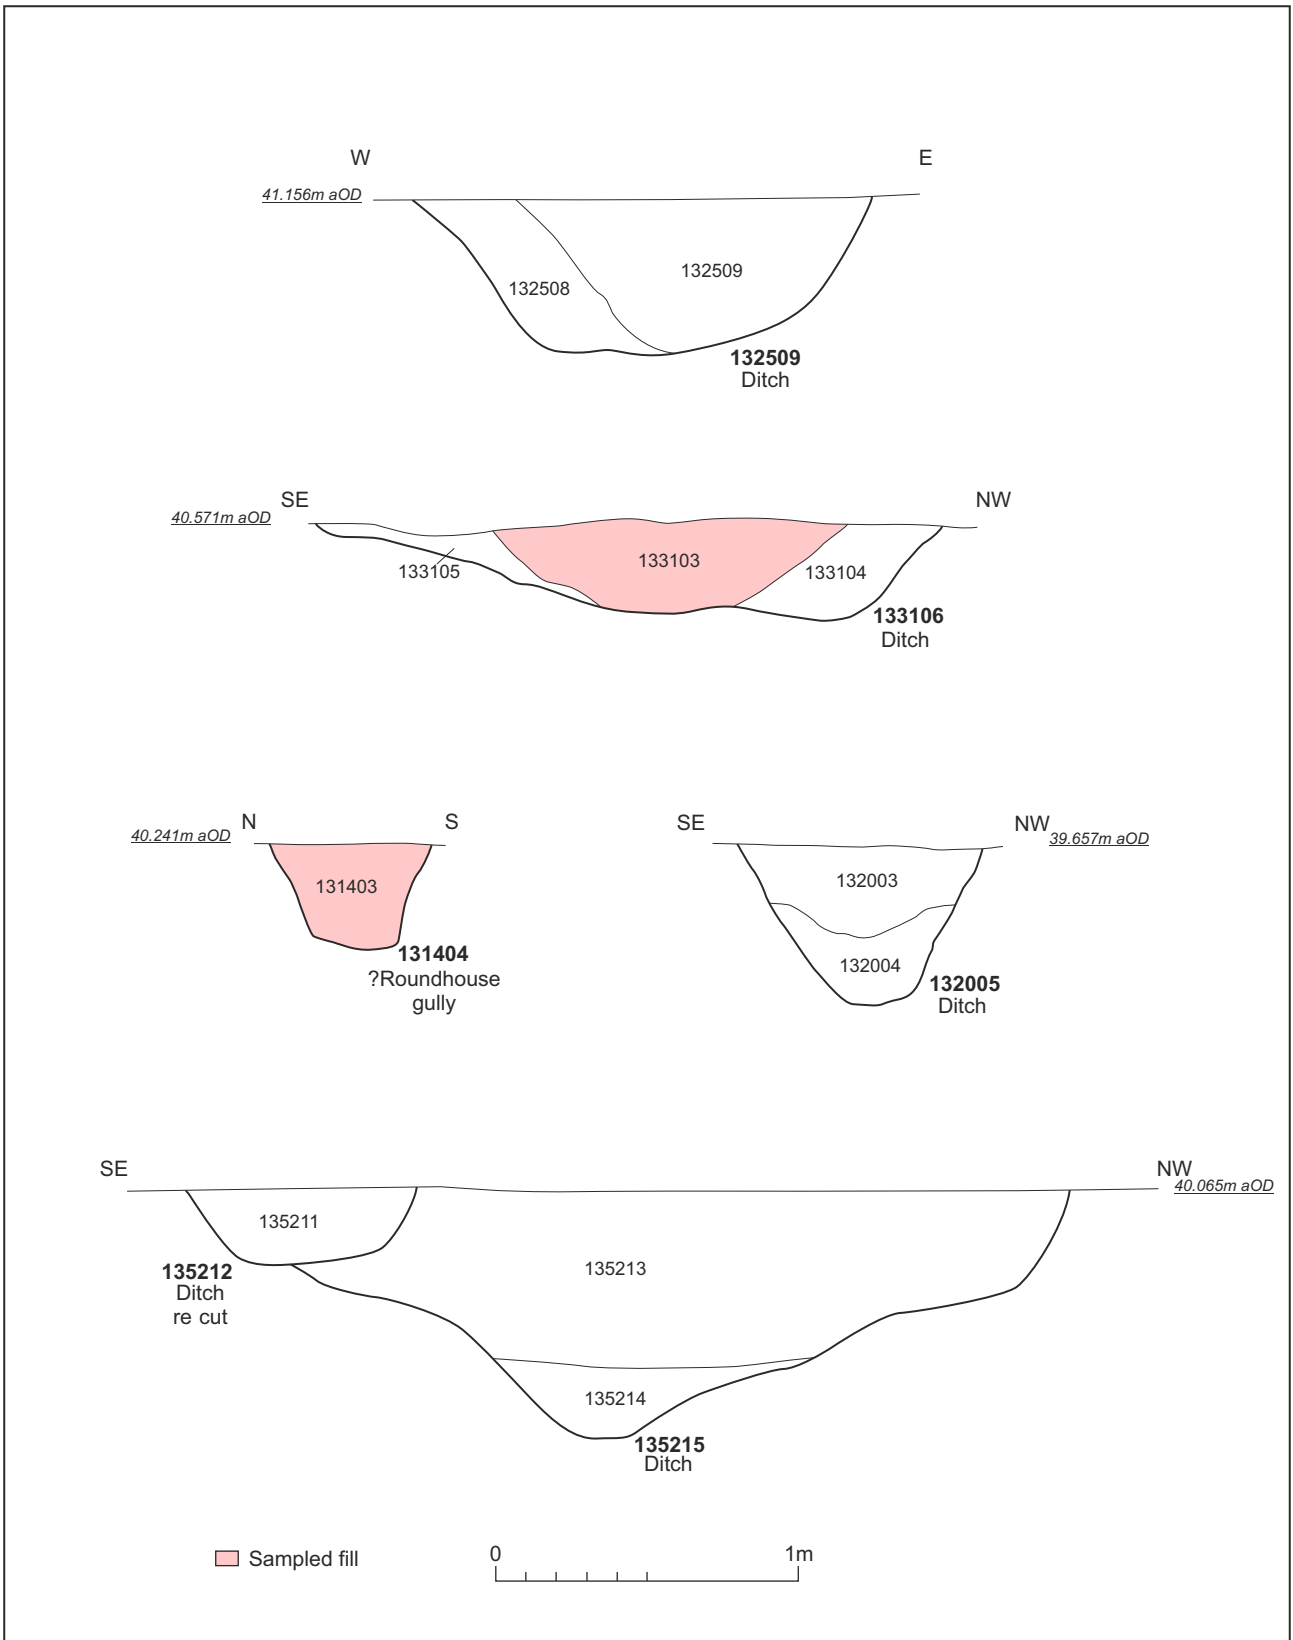 W
E
41.156m aOD
132508
132509
132509
Ditch
SE
NW
40.571m aOD
133105
133103
133104
133106
Ditch
N
S
40.241m aOD
131403
131404
?Roundhouse
gully
SE
NW
39.657m aOD
132003
132004
132005
Ditch
SE
NW
40.065m aOD
135211
135212
Ditch
re cut
135213
135214
135215
Ditch
Sampled fill
0
1m